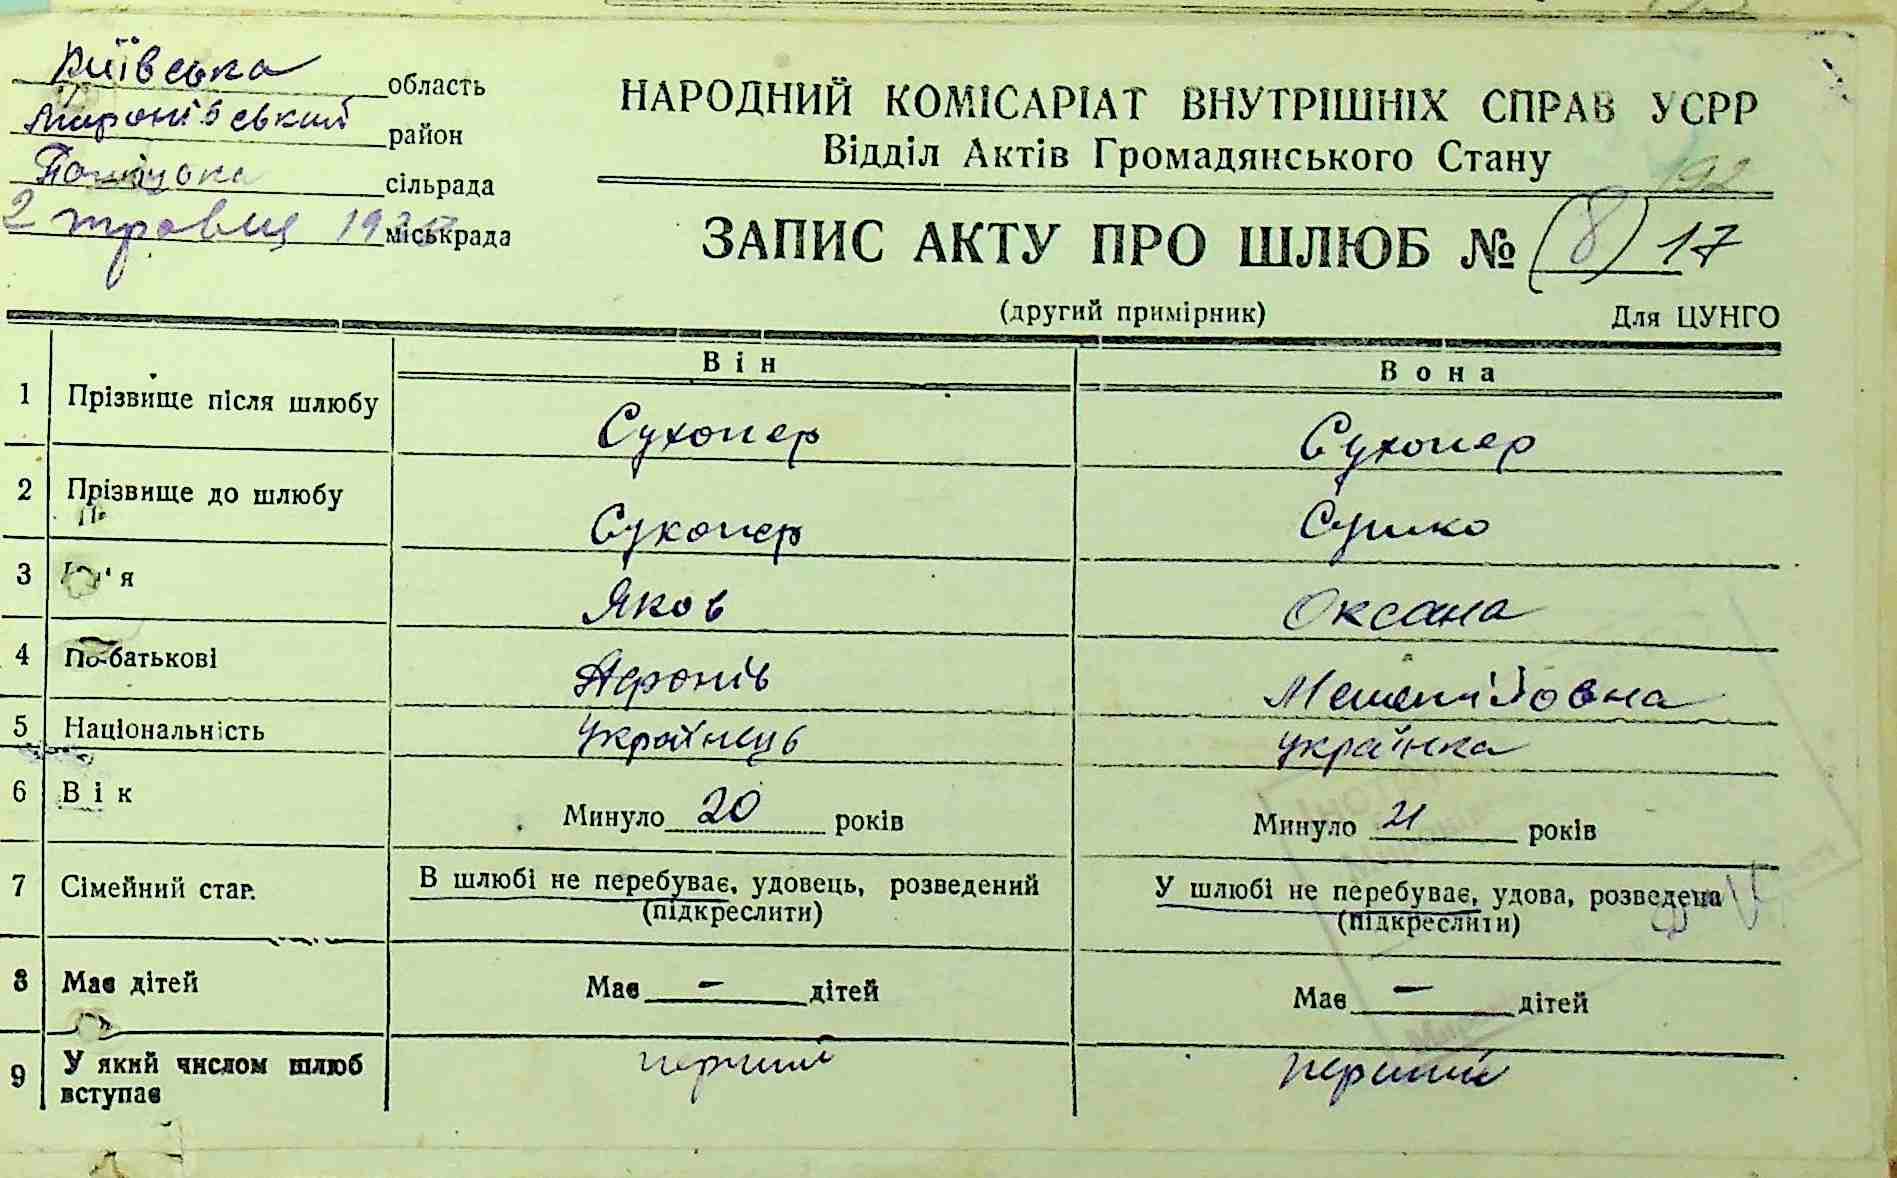 Київська область
Миронівський район
сільрада
2 травня 19 міськрада
НАРОДНИЙ КОМІСАРІАТ ВНУТРІШНІХ СПРАВ УСРР
Відділ Актів Громадянського Стану
192
ЗАПИС АКТУ ПРО ШЛЮБ № (8) 17
(другий примірник) Для ЦУНГО
Він Вона
1 Прізвище після шлюбу Сухопер Сухопер
2 Прізвище до шлюбу Сухопер Сушко
3 Ім'я Яков Оксана
4 По-батькові
5 Національність Українець українка
6 Вік Минуло 20 років Минуло 21 років
7 Сімейний стан. В шлюбі не перебуває, удовець, розведений У шлюбі не перебуває, удова, розведена
(підкреслити) (підкреслити)
8 Має дітей Має — дітей Має — дітей
9 У який числом шлюб вступає перший перший